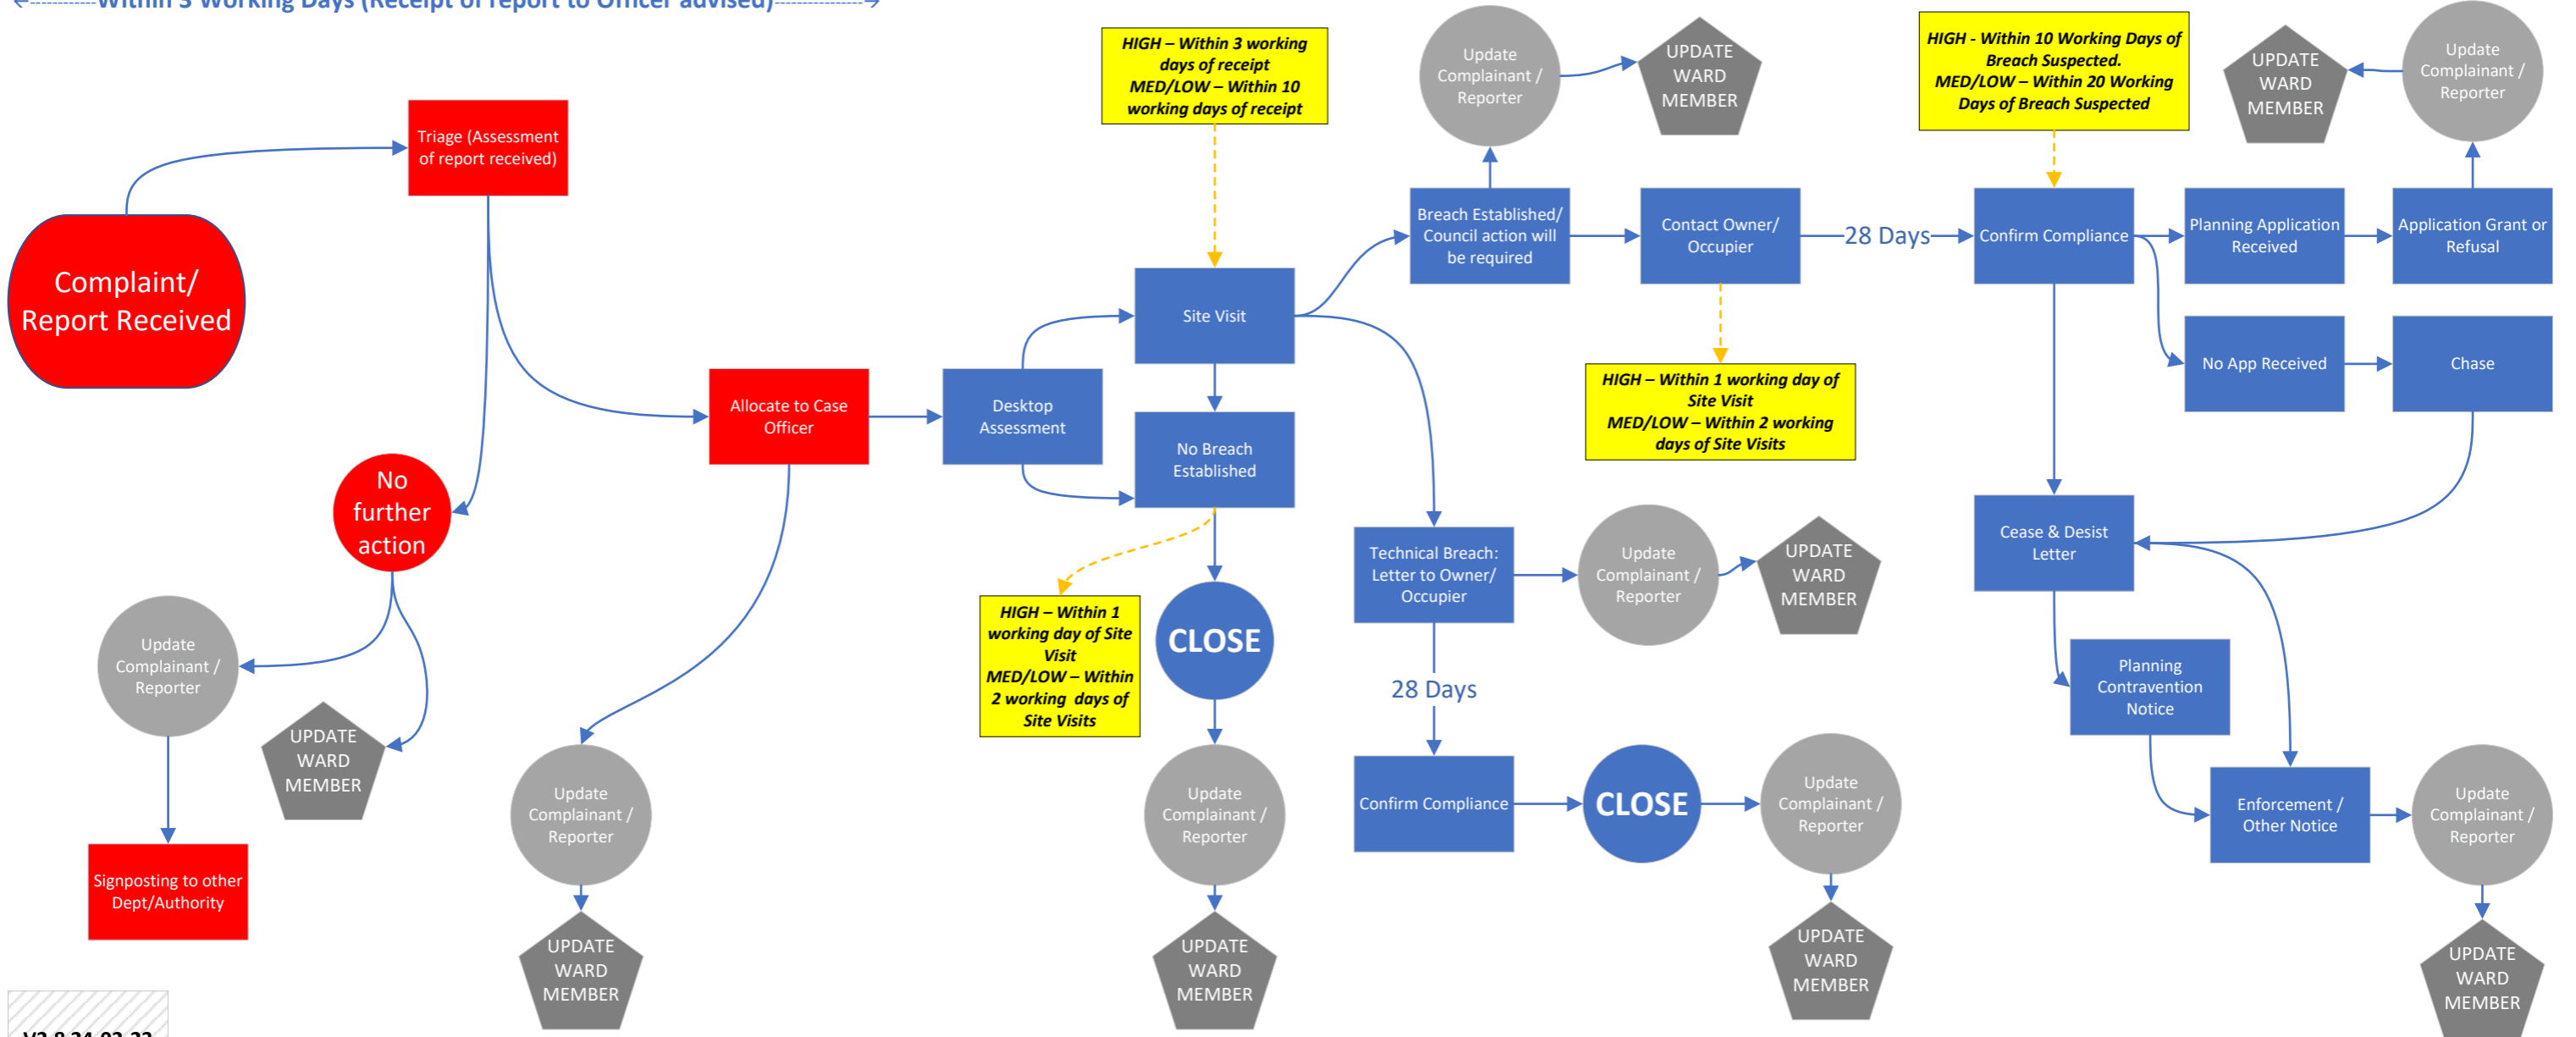 Within 3 Working Days (Receipt of report to Officer advised)
Complaint/
Report Received
Triage (Assessment
of report received)
No
further
action
Update
Complainant /
Reporter
UPDATE
WARD
MEMBER
Signposting to other
Dept/Authority
Allocate to Case
Officer
Update
Complainant /
Reporter
UPDATE
WARD
MEMBER
Desktop
Assessment
HIGH – Within 3 working
days of receipt
MED/LOW – Within 10
working days of receipt
Site Visit
No Breach
Established
HIGH – Within 1
working day of Site
Visit
MED/LOW – Within
2 working days of
Site Visits
CLOSE
Update
Complainant /
Reporter
UPDATE
WARD
MEMBER
Update
Complainant /
Reporter
UPDATE
WARD
MEMBER
Breach Established/
Council action will
be required
Contact Owner/
Occupier
28 Days
HIGH – Within 1 working day of
Site Visit
MED/LOW – Within 2 working
days of Site Visits
Technical Breach:
Letter to Owner/
Occupier
Update
Complainant /
Reporter
UPDATE
WARD
MEMBER
28 Days
Confirm Compliance
CLOSE
Update
Complainant /
Reporter
UPDATE
WARD
MEMBER
HIGH - Within 10 Working Days of
Breach Suspected.
MED/LOW – Within 20 Working
Days of Breach Suspected
UPDATE
WARD
MEMBER
Update
Complainant /
Reporter
Confirm Compliance
Planning Application
Received
Application Grant or
Refusal
No App Received
Chase
Cease & Desist
Letter
Planning
Contravention
Notice
Enforcement /
Other Notice
Update
Complainant /
Reporter
UPDATE
WARD
MEMBER